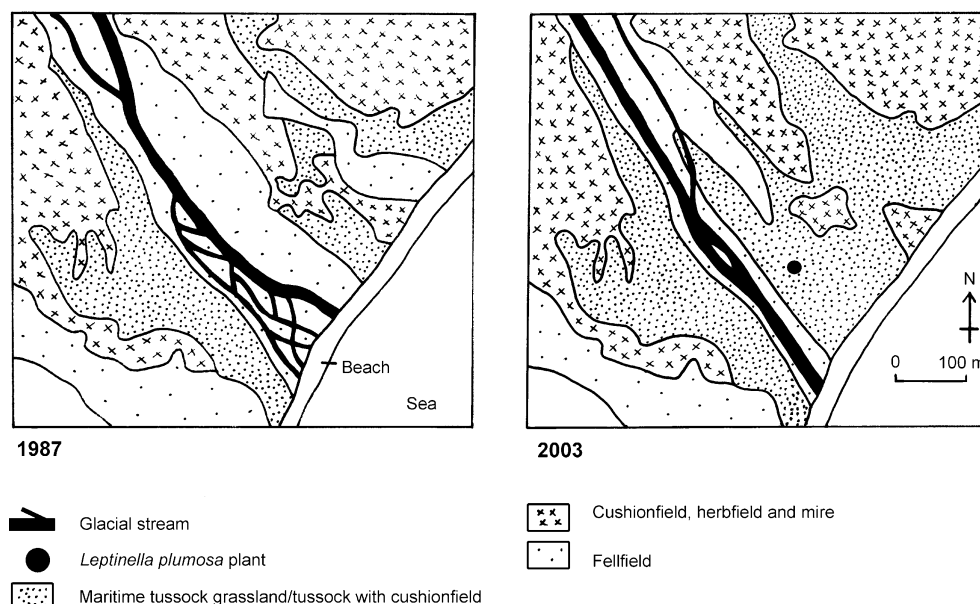 N
0 100 m
Beach
Sea
1987
2003
Glacial stream
Leptinella plumosa plant
Maritime tussock grassland/tussock with cushionfield
Cushionfield, herbfield and mire
Fellfield